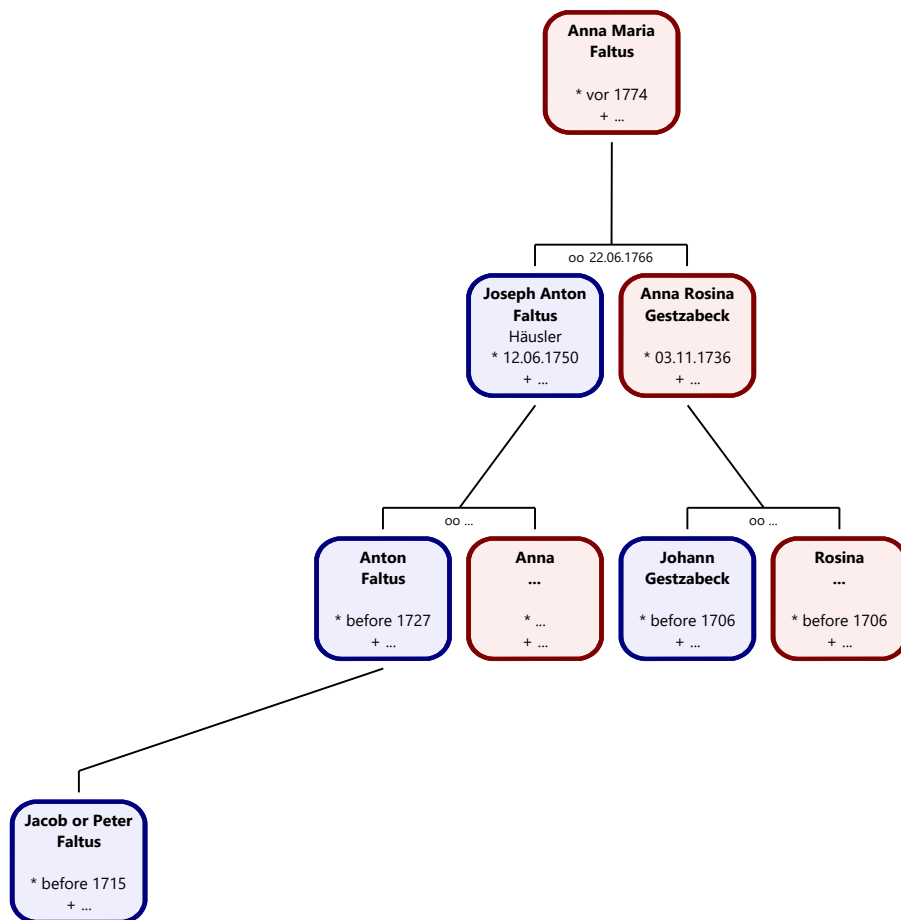 Anna Maria
Faltus
* vor 1774
+ ...
oo 22.06.1766
Joseph Anton
Faltus
Häusler
* 12.06.1750
+ ...
Anna Rosina
Gestzabeck
* 03.11.1736
+ ...
oo ...
oo ...
Anton
Faltus
* before 1727
+ ...
Anna
...
* ...
+ ...
Johann
Gestzabeck
* before 1706
+ ...
Rosina
...
* before 1706
+ ...
Jacob or Peter
Faltus
* before 1715
+ ...